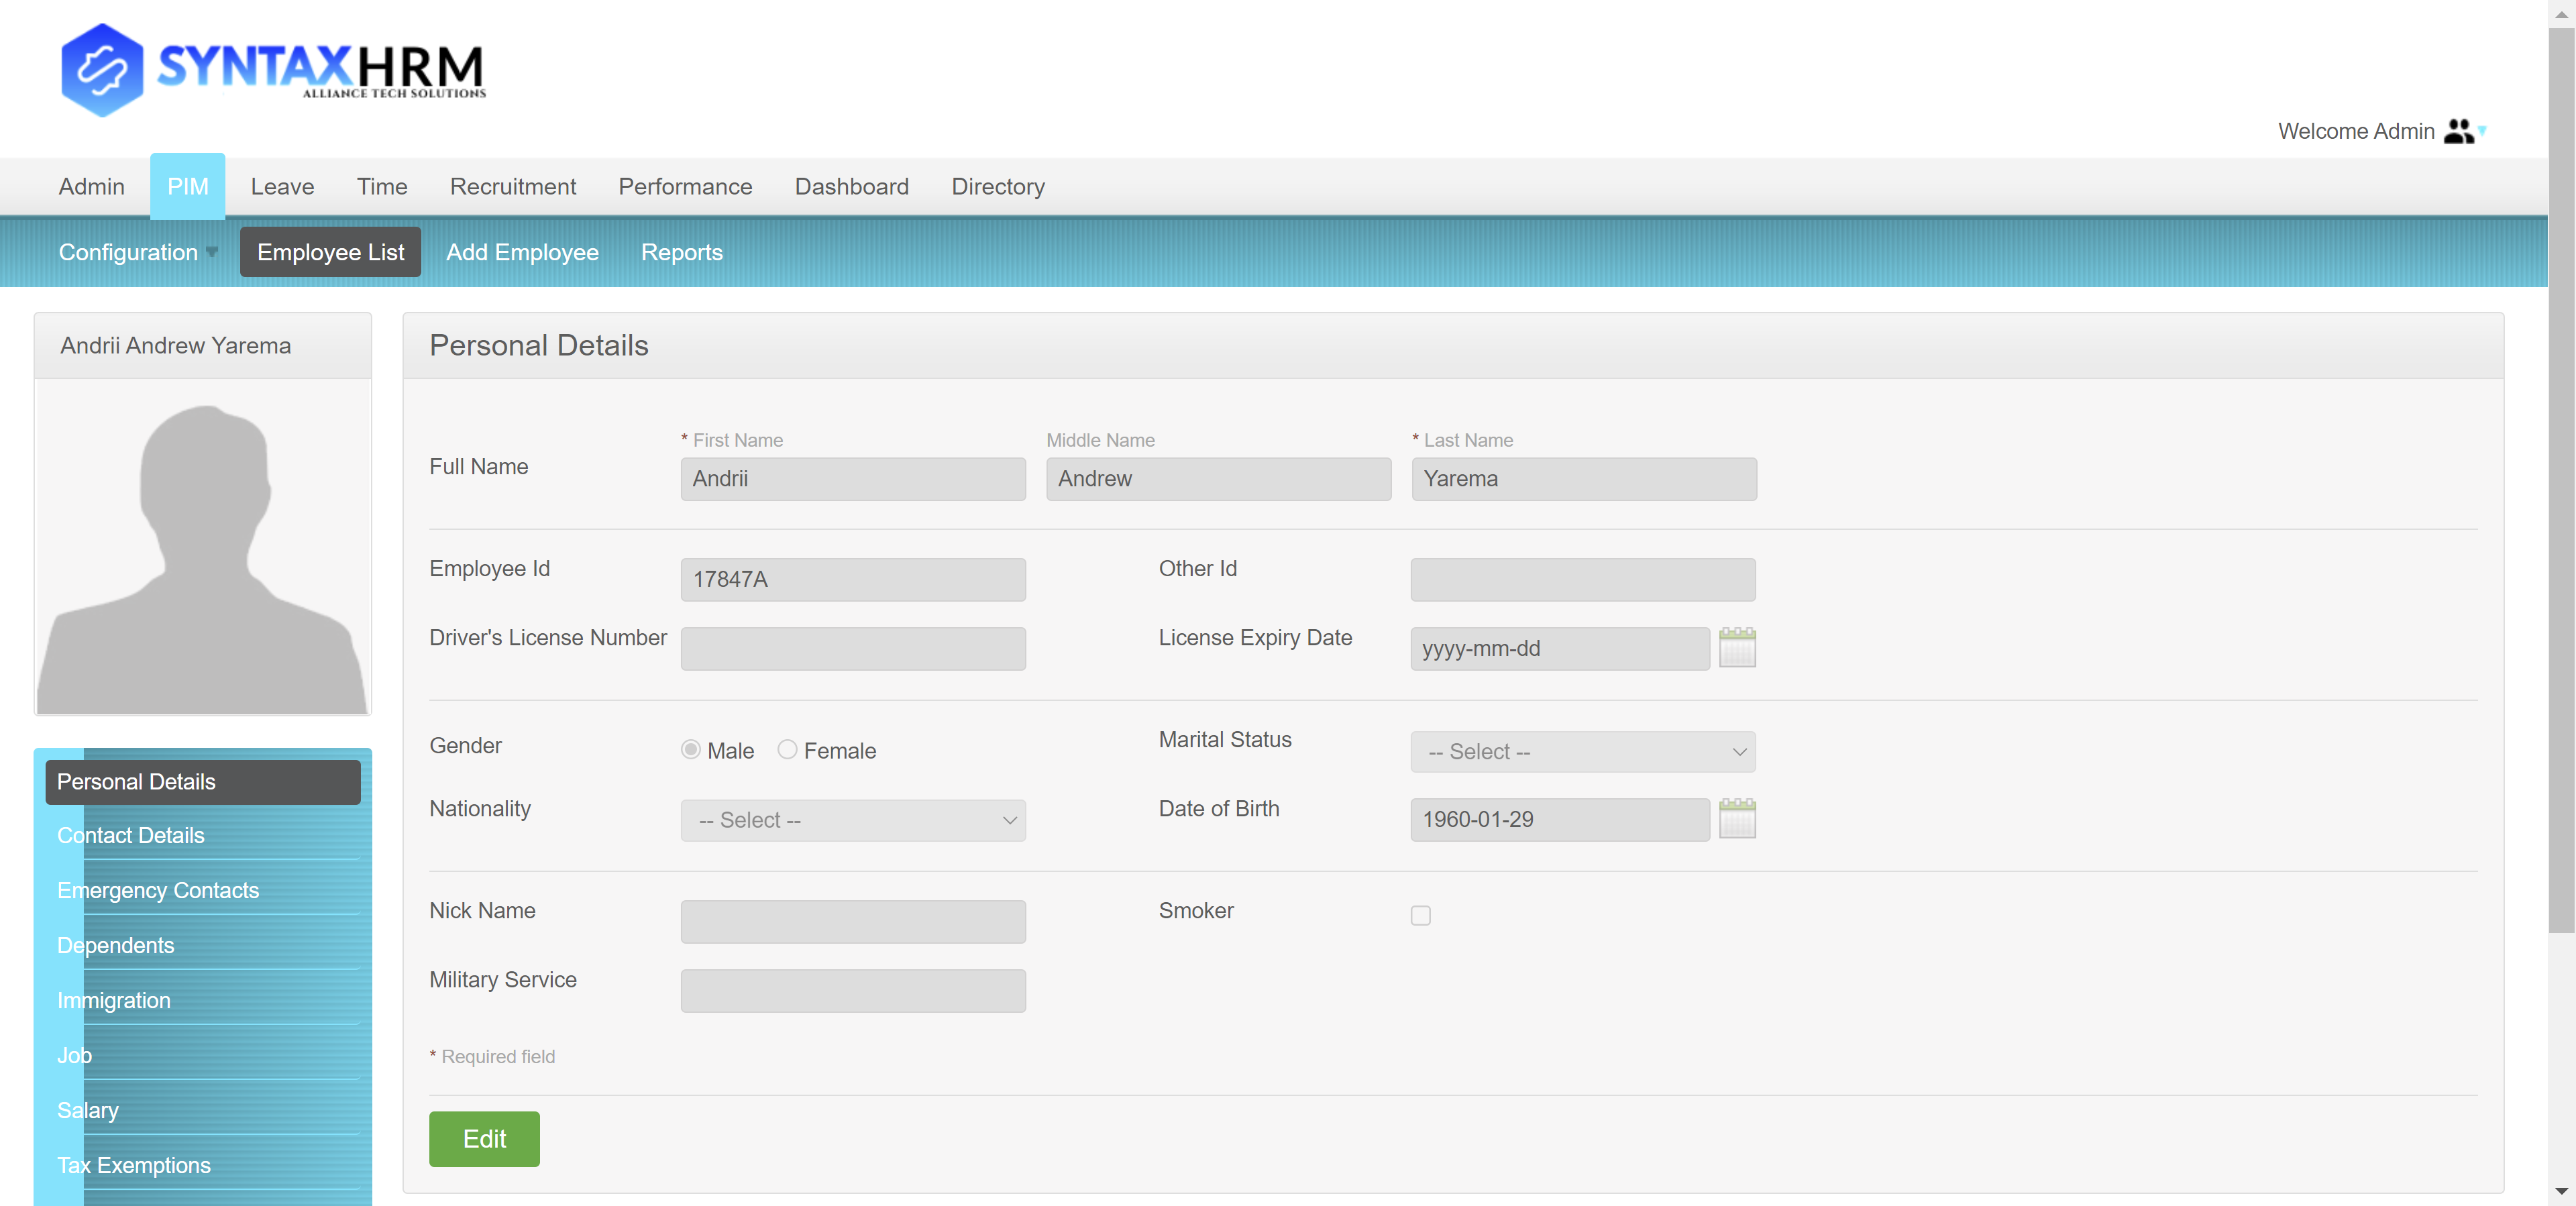 SYNTAXHRM
ALLIANCE TECH SOLUTIONS
Welcome Admin
Admin PIM Leave Time Recruitment Performance Dashboard Directory
Configuration Employee List Add Employee Reports
Andrii Andrew Yarema
Personal Details
* First Name Middle Name * Last Name
Full Name Andrii Andrew Yarema
Employee Id 17847A Other Id
Driver's License Number License Expiry Date yyyy-mm-dd
Gender Male Female Marital Status -- Select --
Nationality -- Select -- Date of Birth 1960-01-29
Nick Name Smoker
Military Service
* Required field
Edit
Personal Details
Contact Details
Emergency Contacts
Dependents
Immigration
Job
Salary
Tax Exemptions